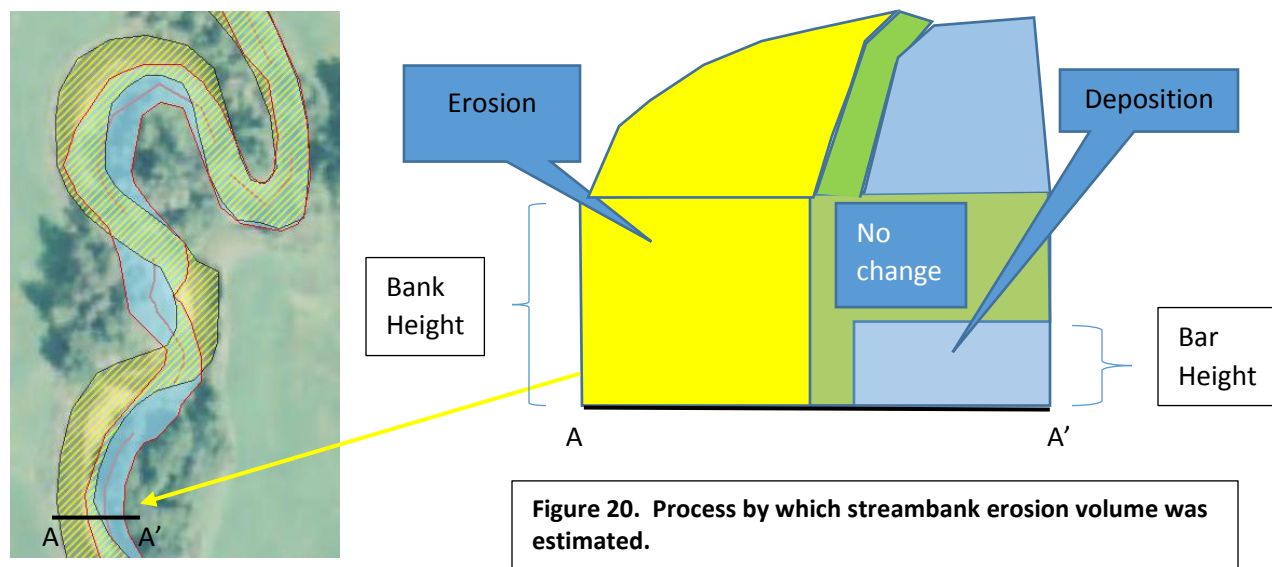 A A’
Erosion
Deposition
No
change
Bank
Height
Bar
Height
A A’
Figure 20. Process by which streambank erosion volume was
estimated.